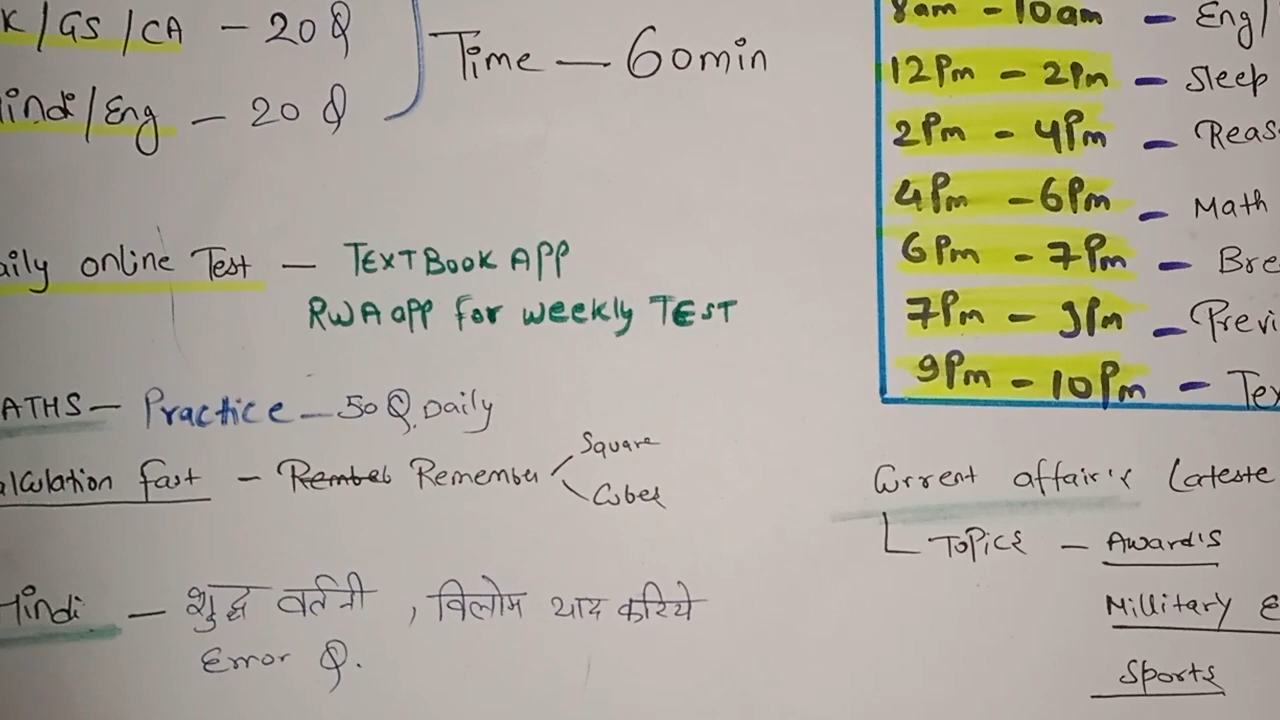 K/GS/CA - 20 Q
Time - 60min
indi/Eng - 20 Q
aily online Test - TEXTBOOK APP
RWA app for weekly TEST
ATHS - Practice - 50 Q. Daily
alculation fast - Rembel Remember
Square
Cubes
Hindi - शुद्ध वर्तनी , विलोम याद करिये
Error Q.
8am - 10am - Eng/
12Pm - 2Pm - Sleep
2Pm - 4Pm - Reas
4Pm - 6Pm - Math
6Pm - 7Pm - Bre
7Pm - 9Pm - Previ
9Pm - 10Pm - Tex
Current affair's Lateste
Topics - Award's
Millitary E
Sports